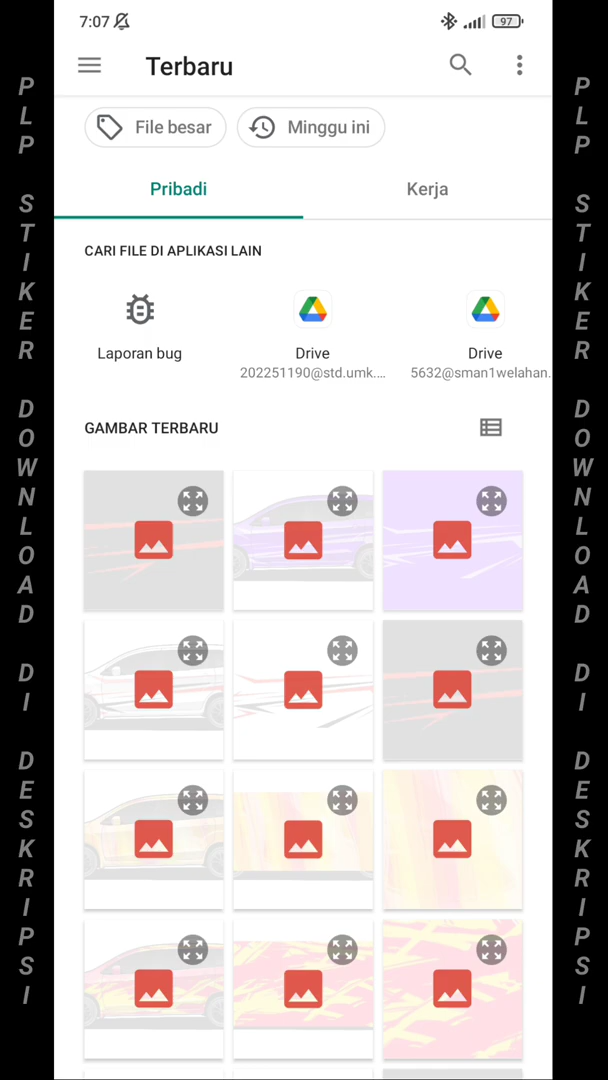 7:07
97
Terbaru
File besar
Minggu ini
Pribadi
Kerja
CARI FILE DI APLIKASI LAIN
Laporan bug
Drive
202251190@std.umk....
Drive
5632@sman1welahan.
GAMBAR TERBARU
PLP STIKER DOWNLOAD DI DESKRIPSI
PLP STIKER DOWNLOAD DI DESKRIPSI